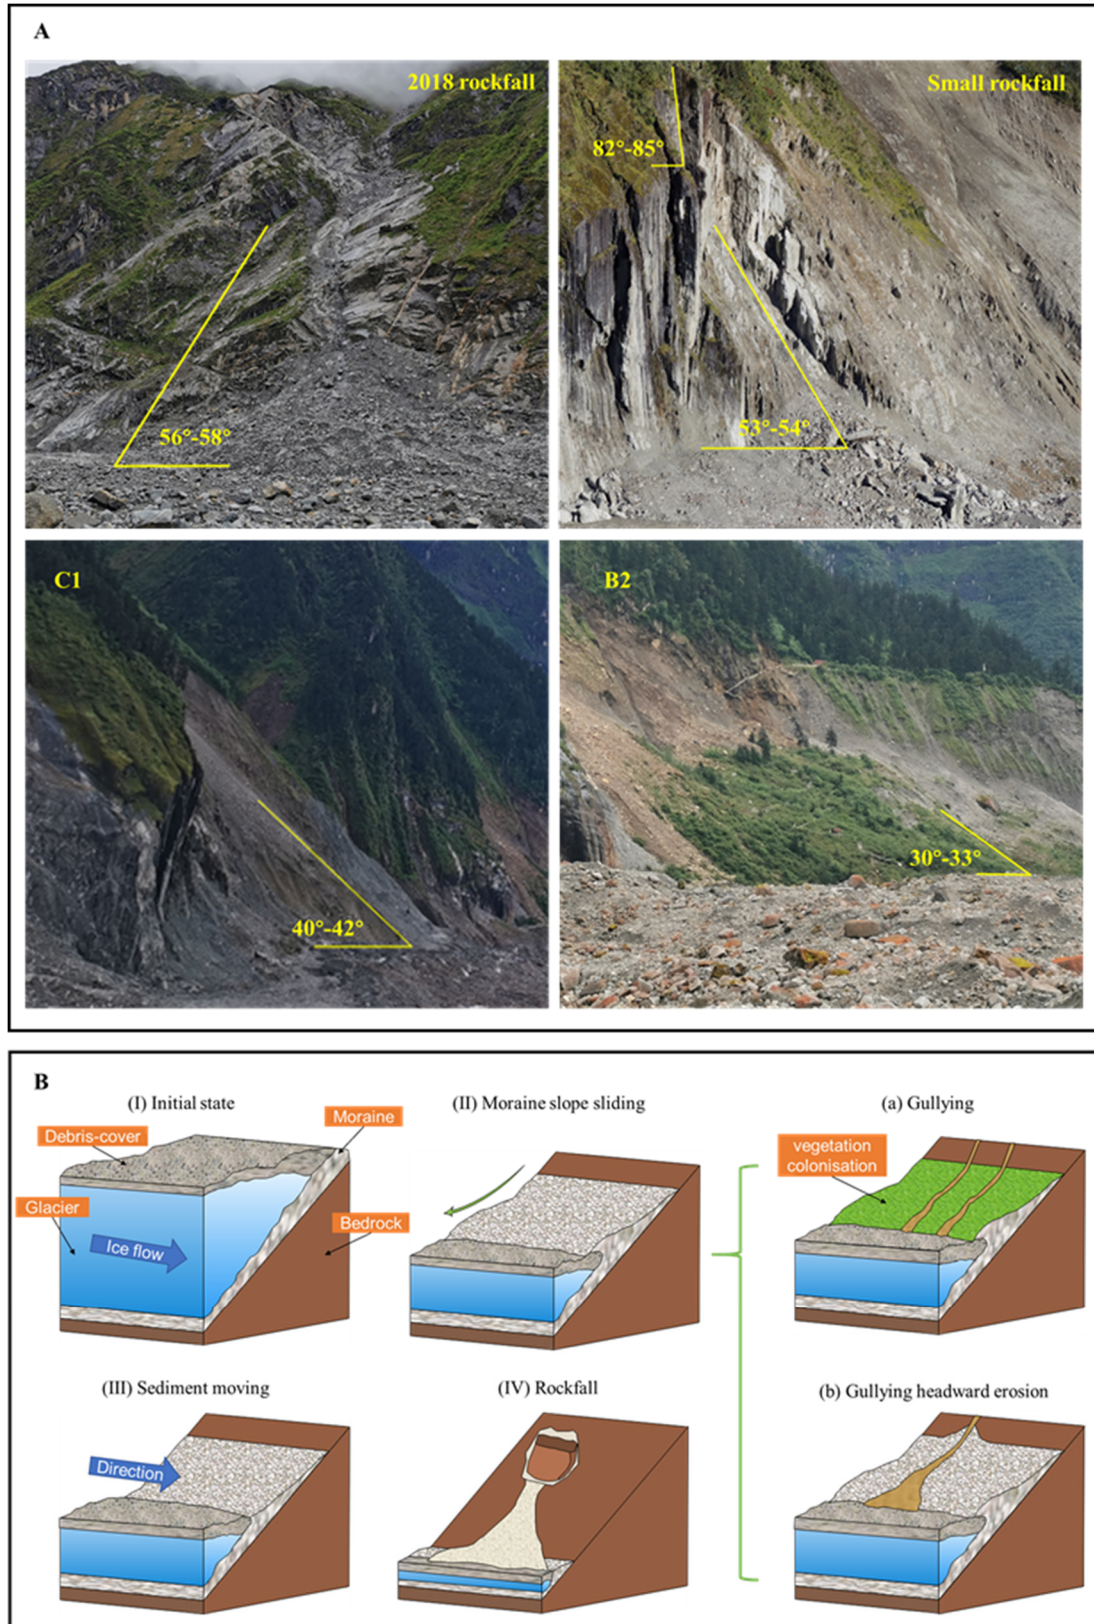 A
2018 rockfall
Small rockfall
82°-85°
56°-58°
53°-54°
C1
B2
40°-42°
30°-33°
B
(I) Initial state
(II) Moraine slope sliding
(a) Gullying
Debris-cover
Moraine
Glacier
Ice flow
Bedrock
vegetation
colonisation
(III) Sediment moving
(IV) Rockfall
(b) Gullying headward erosion
Direction